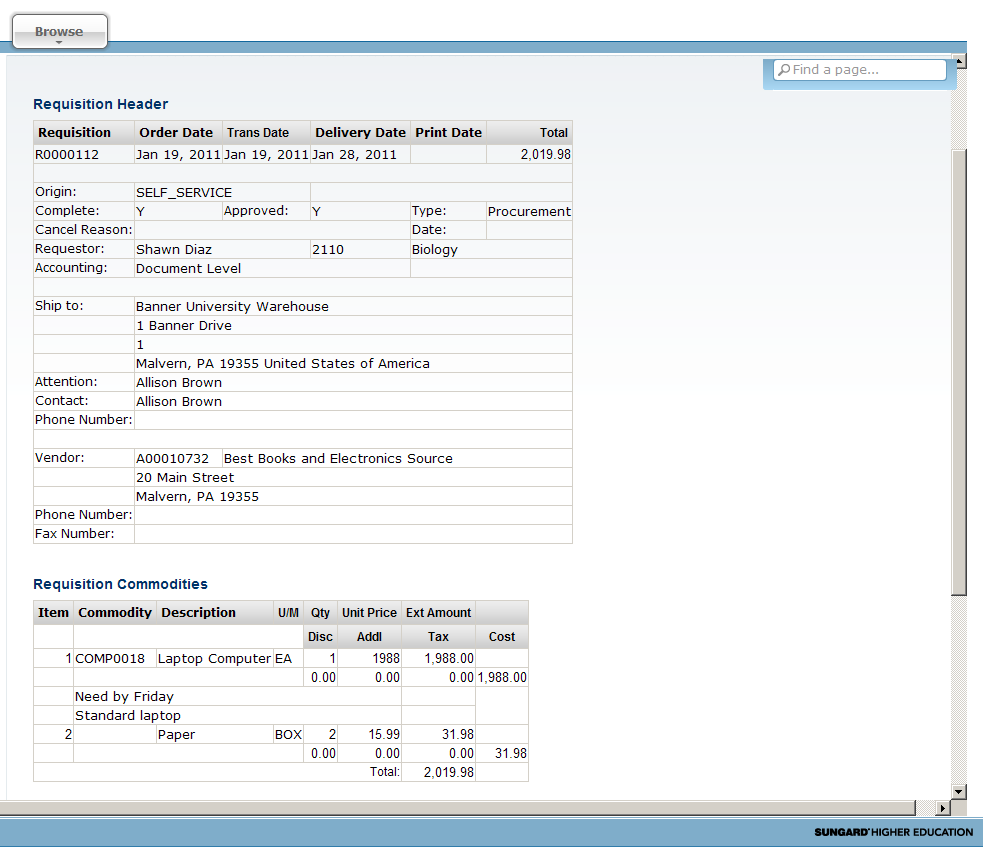 Browse
Find a page...
Requisition Header
Requisition Order Date Trans Date Delivery Date Print Date Total
R0000112 Jan 19, 2011 Jan 19, 2011 Jan 28, 2011 2,019.98
Origin: SELF_SERVICE
Complete: Y Approved: Y Type: Procurement
Cancel Reason: Date:
Requestor: Shawn Diaz 2110 Biology
Accounting: Document Level
Ship to: Banner University Warehouse
1 Banner Drive
1
Malvern, PA 19355 United States of America
Attention: Allison Brown
Contact: Allison Brown
Phone Number:
Vendor: A00010732 Best Books and Electronics Source
20 Main Street
Malvern, PA 19355
Phone Number:
Fax Number:
Requisition Commodities
Item Commodity Description U/M Qty Unit Price Ext Amount
Disc Addl Tax Cost
1 COMP0018 Laptop Computer EA 1 1988 1,988.00
0.00 0.00 0.00 1,988.00
Need by Friday
Standard laptop
2 Paper BOX 2 15.99 31.98
0.00 0.00 0.00 31.98
Total: 2,019.98
SUNGARD HIGHER EDUCATION